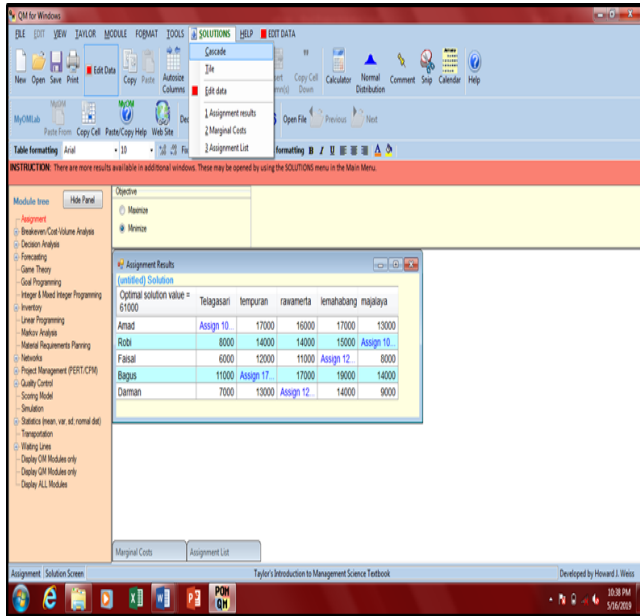 QM for Windows
FILE EDIT VIEW TAYLOR MODULE FORMAT TOOLS SOLUTIONS HELP EDIT DATA
Cascade
Tile
Edit data
1 Assignment results
2 Marginal Costs
3 Assignment List
New Open Save Print Edit Data Copy Paste Autosize Columns Copy Cell Down Calculator Normal Distribution Comment Snip Calendar Help
MyOMLab Paste From Copy Cell Paste/Copy Help Web Site Open File Previous Next
Table formatting Arial 10 formatting B I U
INSTRUCTION: There are more results available in additional windows. These may be opened by using the SOLUTIONS menu in the Main Menu.
Module tree Hide Panel
Assignment
Breakeven/Cost-Volume Analysis
Decision Analysis
Forecasting
Game Theory
Goal Programming
Integer & Mixed Integer Programming
Inventory
Linear Programming
Markov Analysis
Material Requirements Planning
Networks
Project Management (PERT/CPM)
Quality Control
Scoring Model
Simulation
Statistics (mean, var, sd; normal dist)
Transportation
Waiting Lines
Display OM Modules only
Display QM Modules only
Display ALL Modules
Objective
Maximize
Minimize
Assignment Results
(untitled) Solution
Optimal solution value = 61000 Telagasari tempuran rawamerta lemahabang majalaya
Amad Assign 10... 17000 16000 17000 13000
Robi 8000 14000 14000 15000 Assign 10...
Faisal 6000 12000 11000 Assign 12... 8000
Bagus 11000 Assign 17... 17000 19000 14000
Darman 7000 13000 Assign 12... 14000 9000
Marginal Costs Assignment List
Assignment Solution Screen Taylor's Introduction to Management Science Textbook Developed by Howard J. Weiss
POM QM
10:38 PM
5/16/2018